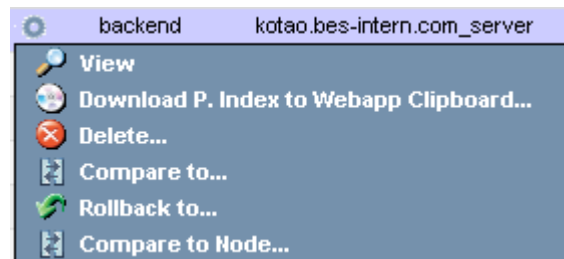 backend kotao.bes-intern.com_server
View
Download P. Index to Webapp Clipboard...
Delete...
Compare to...
Rollback to...
Compare to Node...